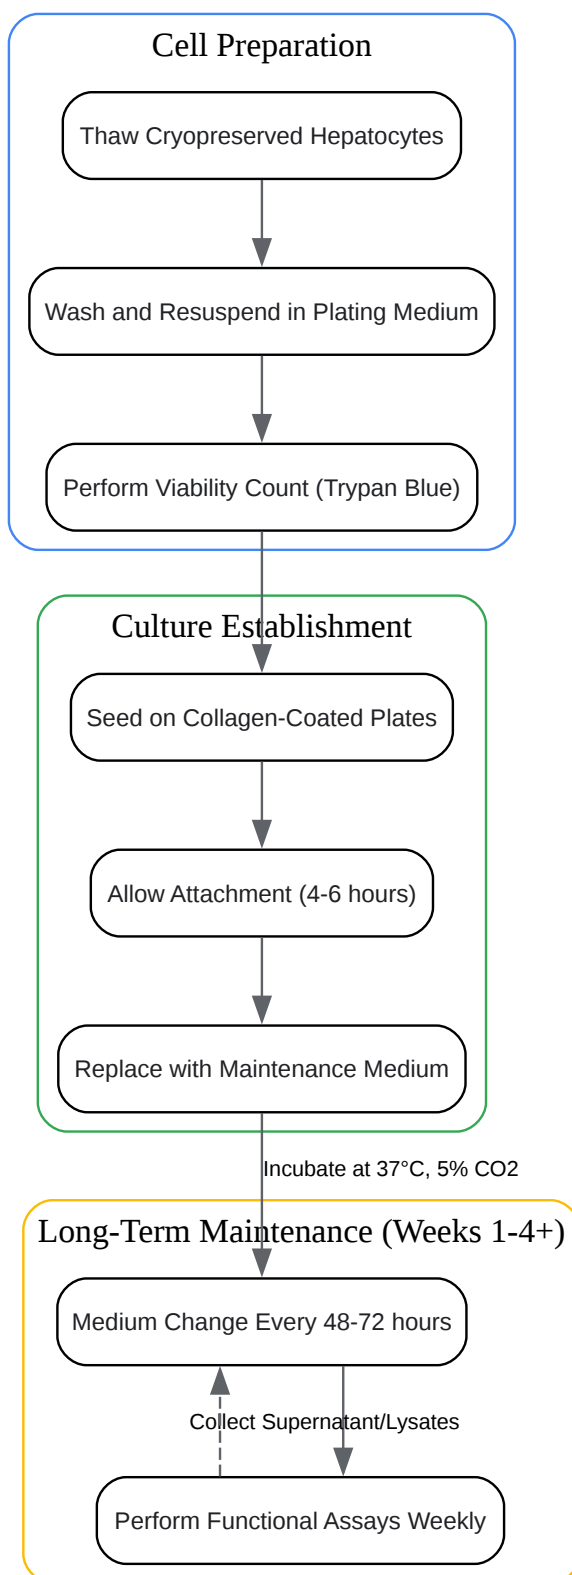 Cell Preparation
Thaw Cryopreserved Hepatocytes
Wash and Resuspend in Plating Medium
Perform Viability Count (Trypan Blue)
Culture Establishment
Seed on Collagen-Coated Plates
Allow Attachment (4-6 hours)
Replace with Maintenance Medium
Incubate at 37°C, 5% CO2
Long-Term Maintenance (Weeks 1-4+)
Medium Change Every 48-72 hours
Collect Supernatant/Lysates
Perform Functional Assays Weekly